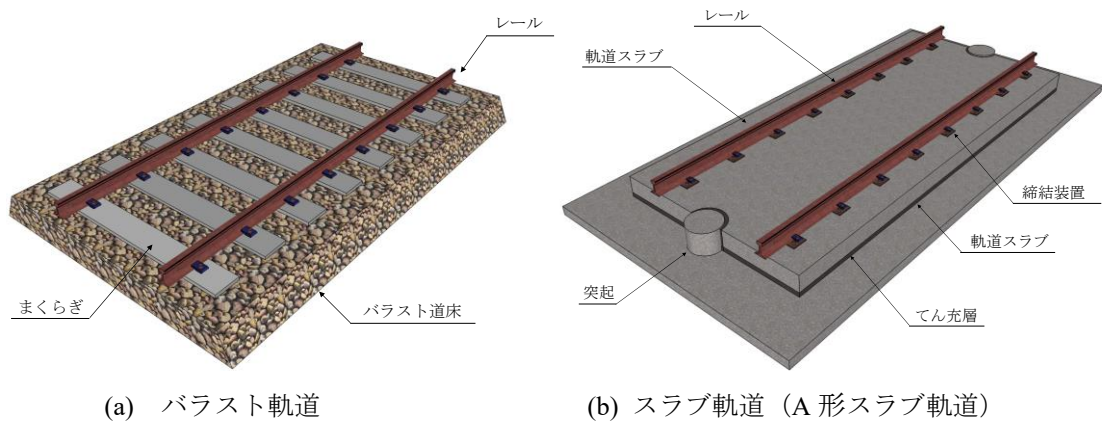 レール
まくらぎ
バラスト道床
(a) バラスト軌道
レール
軌道スラブ
締結装置
軌道スラブ
突起
てん充層
(b) スラブ軌道（A 形スラブ軌道）